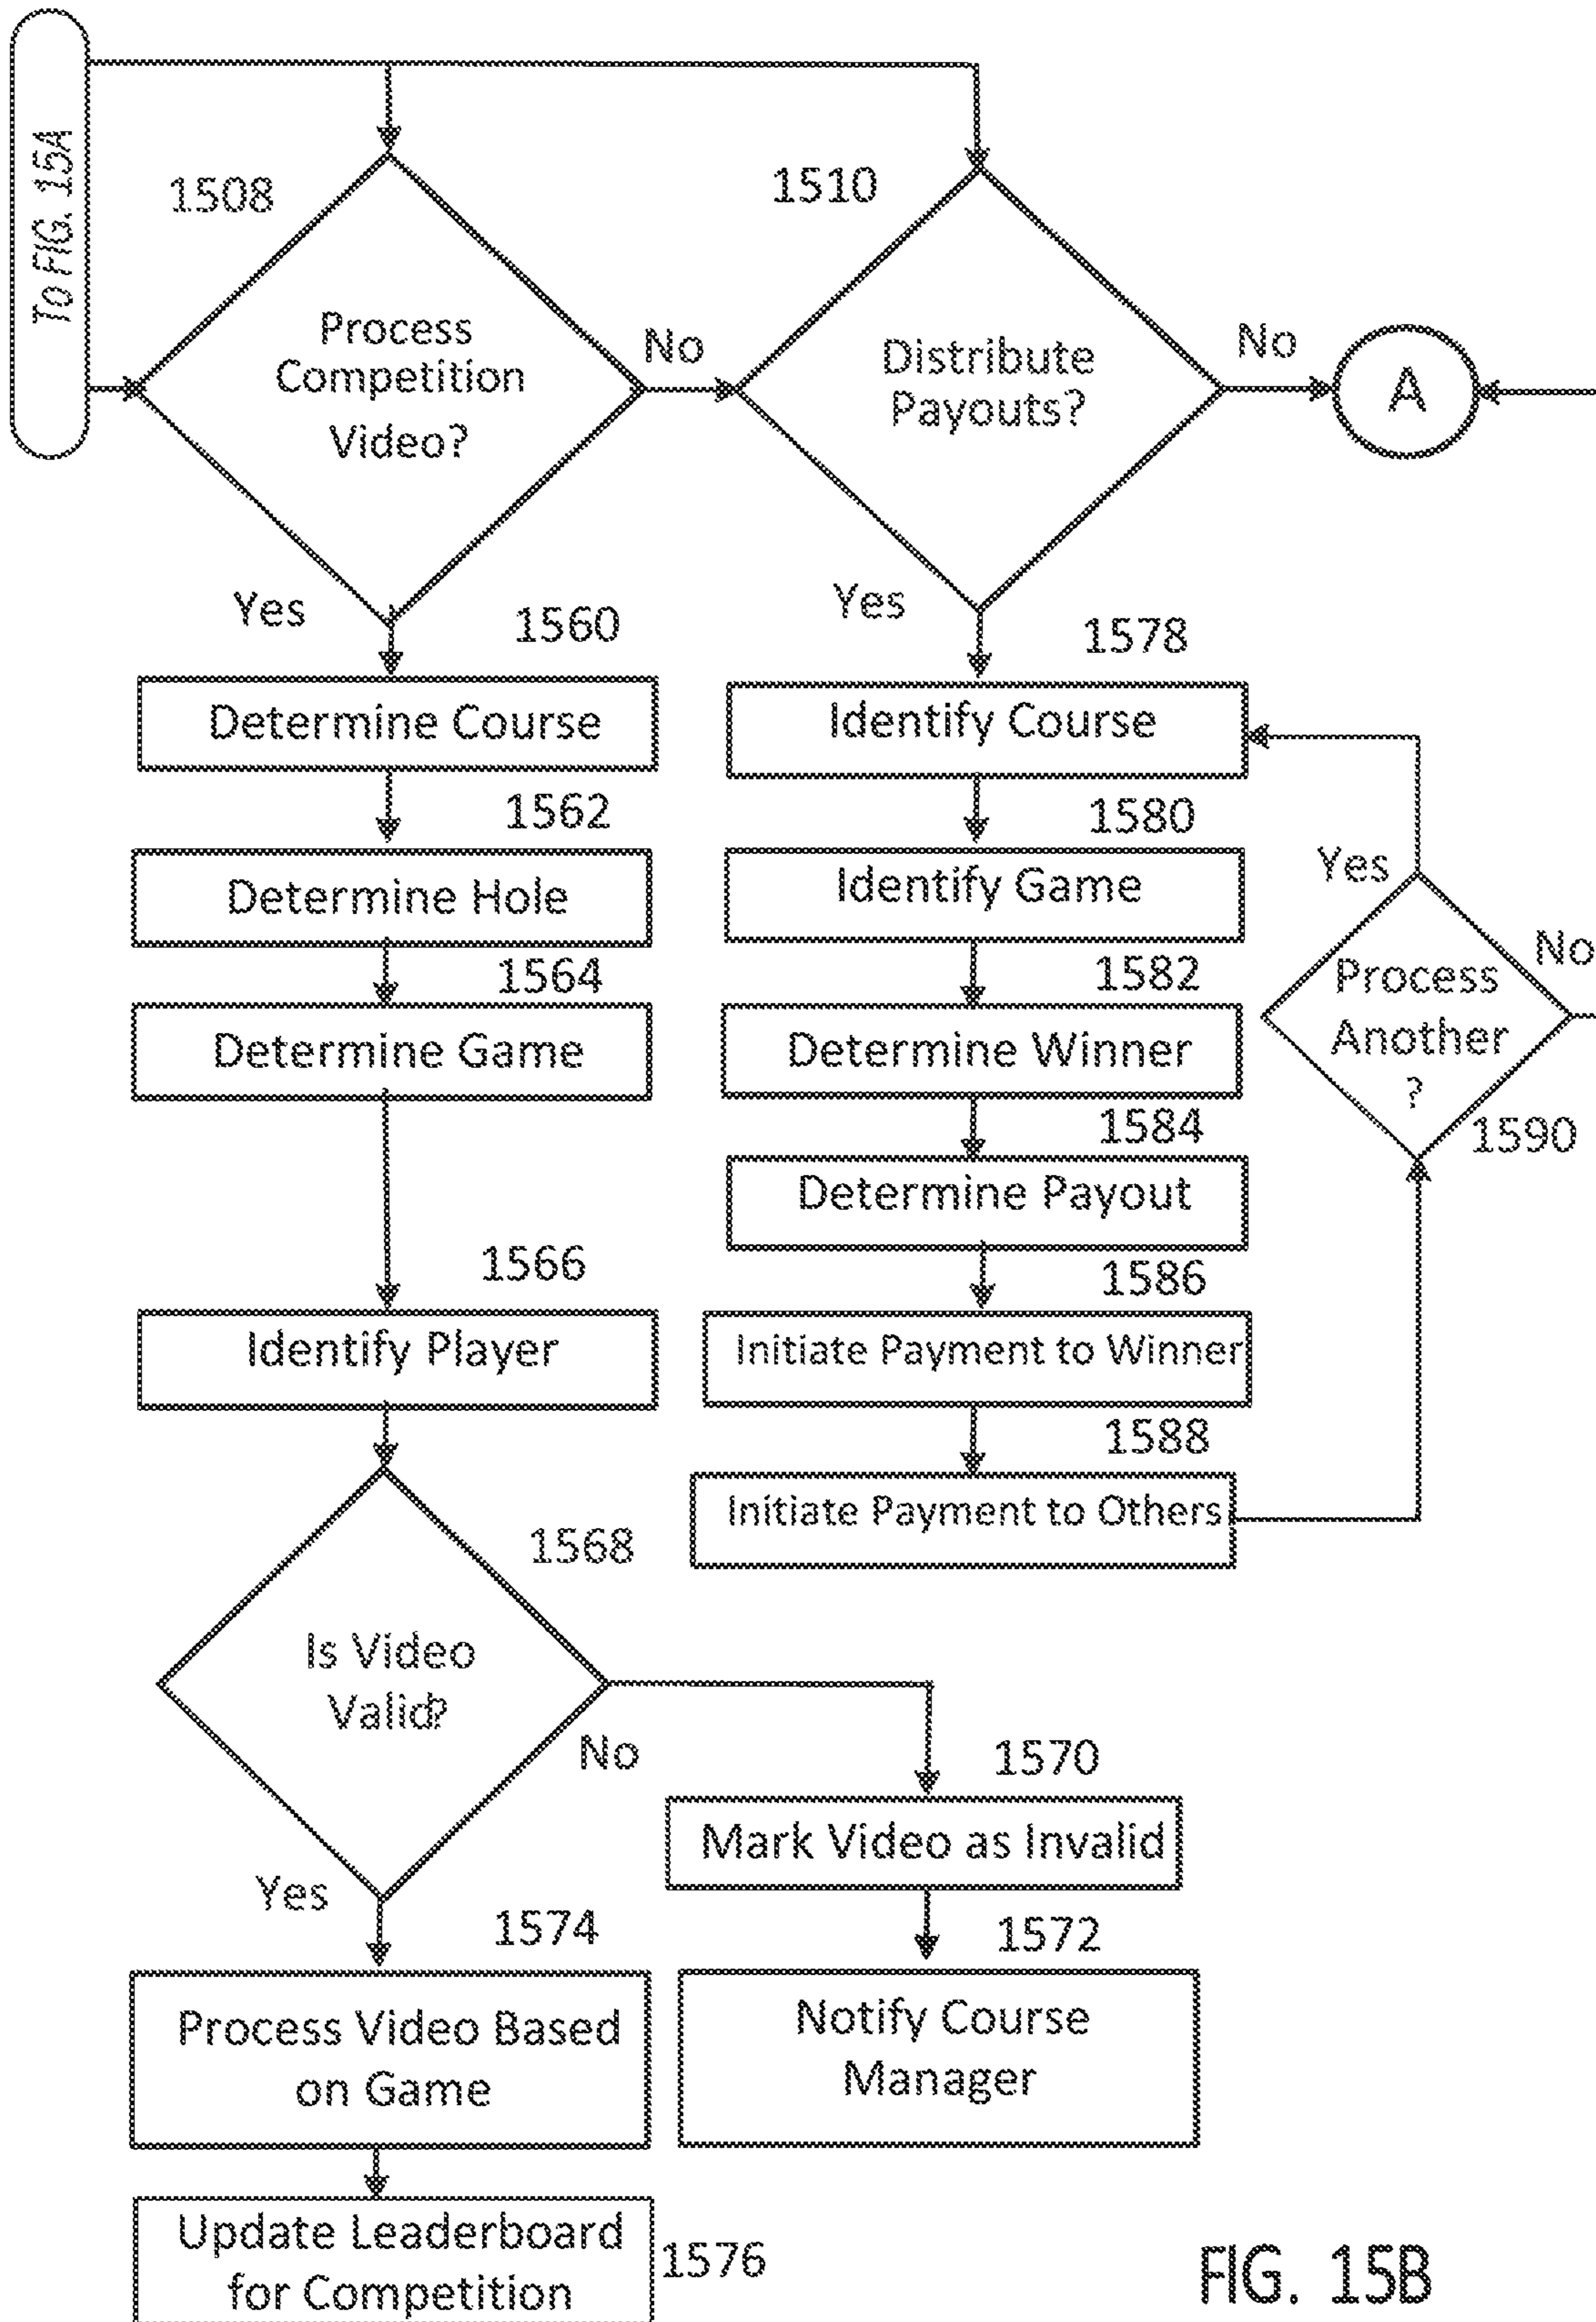 To FIG. 15A
1508
Process
Competition
Video?
No
Yes
1510
Distribute
Payouts?
No
Yes
A
1560
Determine Course
1562
Determine Hole
1564
Determine Game
1566
Identify Player
1568
Is Video
Valid?
No
Yes
1570
Mark Video as Invalid
1572
Notify Course
Manager
1574
Process Video Based
on Game
Update Leaderboard
for Competition
1576
1578
Identify Course
1580
Identify Game
1582
Determine Winner
1584
Determine Payout
1586
Initiate Payment to Winner
1588
Initiate Payment to Others
Yes
No
Process
Another
?
1590
FIG. 15B